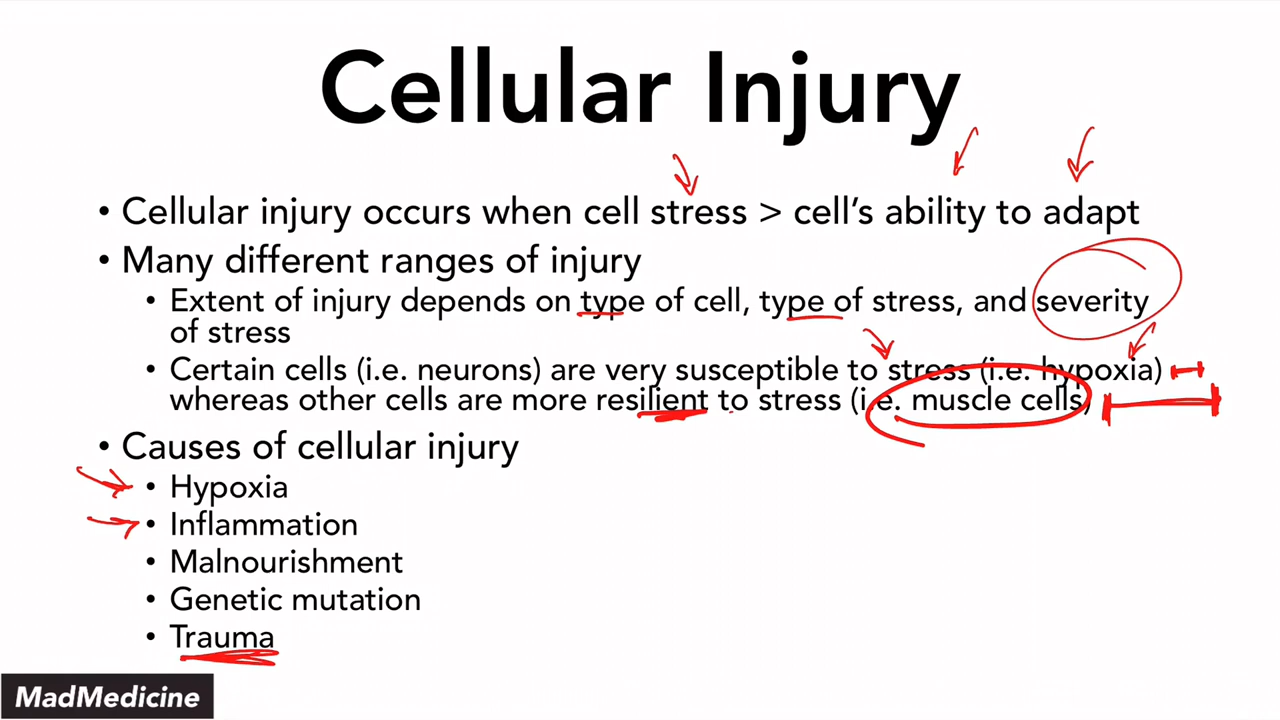 Cellular Injury
• Cellular injury occurs when cell stress > cell's ability to adapt
• Many different ranges of injury
• Extent of injury depends on type of cell, type of stress, and severity
of stress
• Certain cells (i.e. neurons) are very susceptible to stress (i.e. hypoxia)
whereas other cells are more resilient to stress (i.e. muscle cells)
• Causes of cellular injury
• Hypoxia
• Inflammation
• Malnourishment
• Genetic mutation
• Trauma
MadMedicine